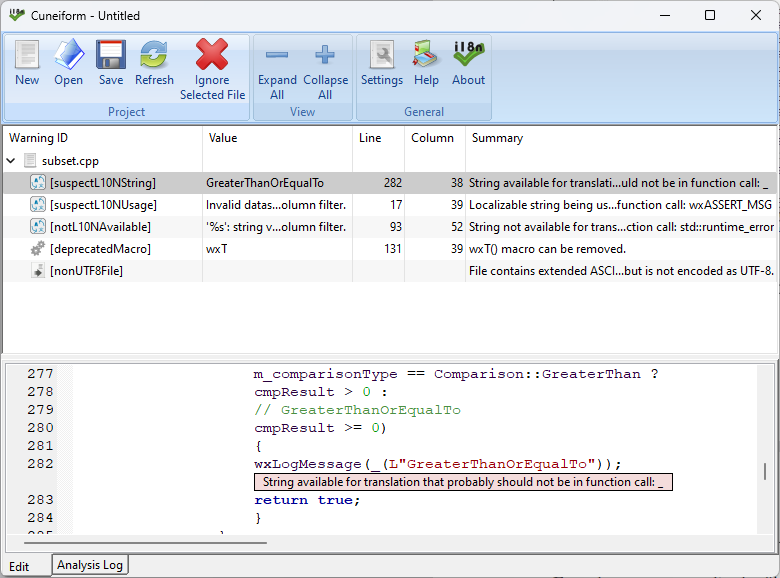 Cuneiform - Untitled
i18n
New Open Save Refresh Ignore Selected File Expand All Collapse All Settings Help About
Project View General
Warning ID Value Line Column Summary
subset.cpp
[suspectL10NString] GreaterThanOrEqualTo 282 38 String available for translati...uld not be in function call: _
[suspectL10NUsage] Invalid datas...olumn filter. 17 39 Localizable string being us...function call: wxASSERT_MSG
[notL10NAvailable] '%s': string v...olumn filter. 93 52 String not available for trans...ction call: std::runtime_error
[deprecatedMacro] wxT 131 39 wxT() macro can be removed.
[nonUTF8File] File contains extended ASCI...but is not encoded as UTF-8.
277 m_comparisonType == Comparison::GreaterThan ?
278 cmpResult > 0 :
279 // GreaterThanOrEqualTo
280 cmpResult >= 0)
281 {
282 wxLogMessage(_(L"GreaterThanOrEqualTo"));
String available for translation that probably should not be in function call: _
283 return true;
284 }
Edit Analysis Log